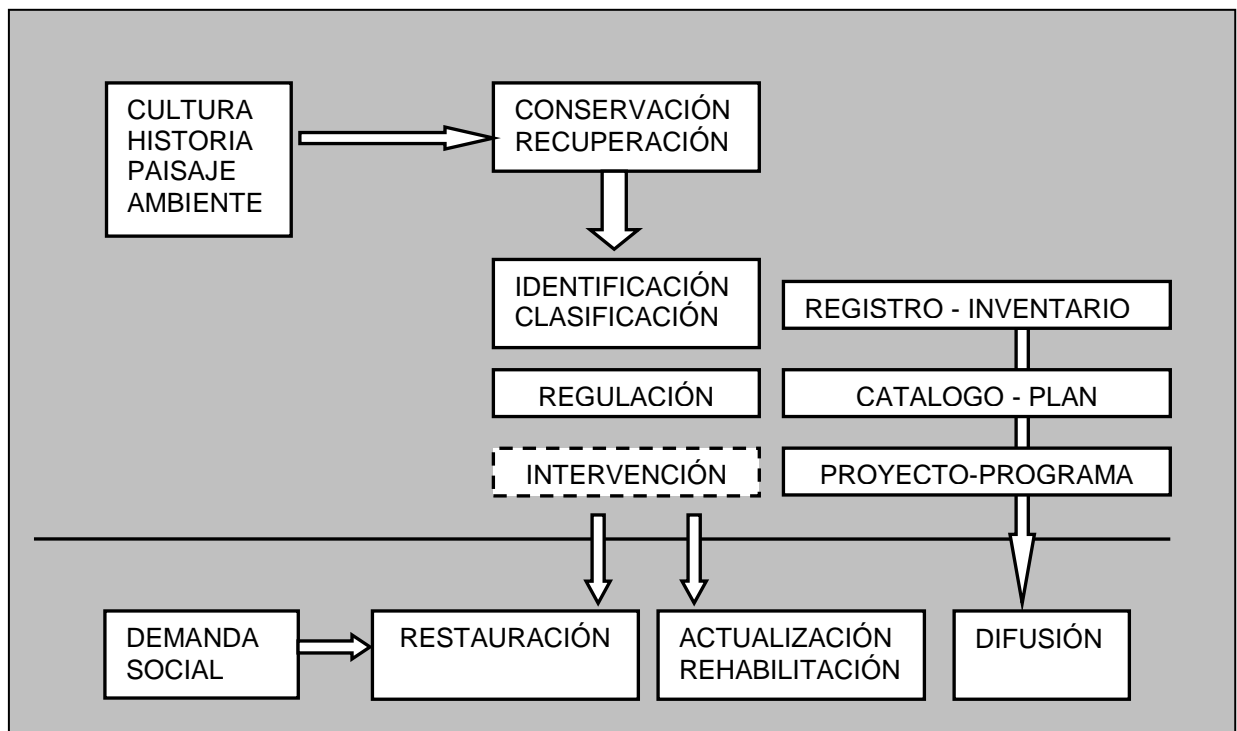 CULTURA
HISTORIA
PAISAJE
AMBIENTE
CONSERVACIÓN
RECUPERACIÓN
IDENTIFICACIÓN
CLASIFICACIÓN
REGISTRO - INVENTARIO
REGULACIÓN
CATALOGO - PLAN
INTERVENCIÓN
PROYECTO-PROGRAMA
DEMANDA
SOCIAL
RESTAURACIÓN
ACTUALIZACIÓN
REHABILITACIÓN
DIFUSIÓN